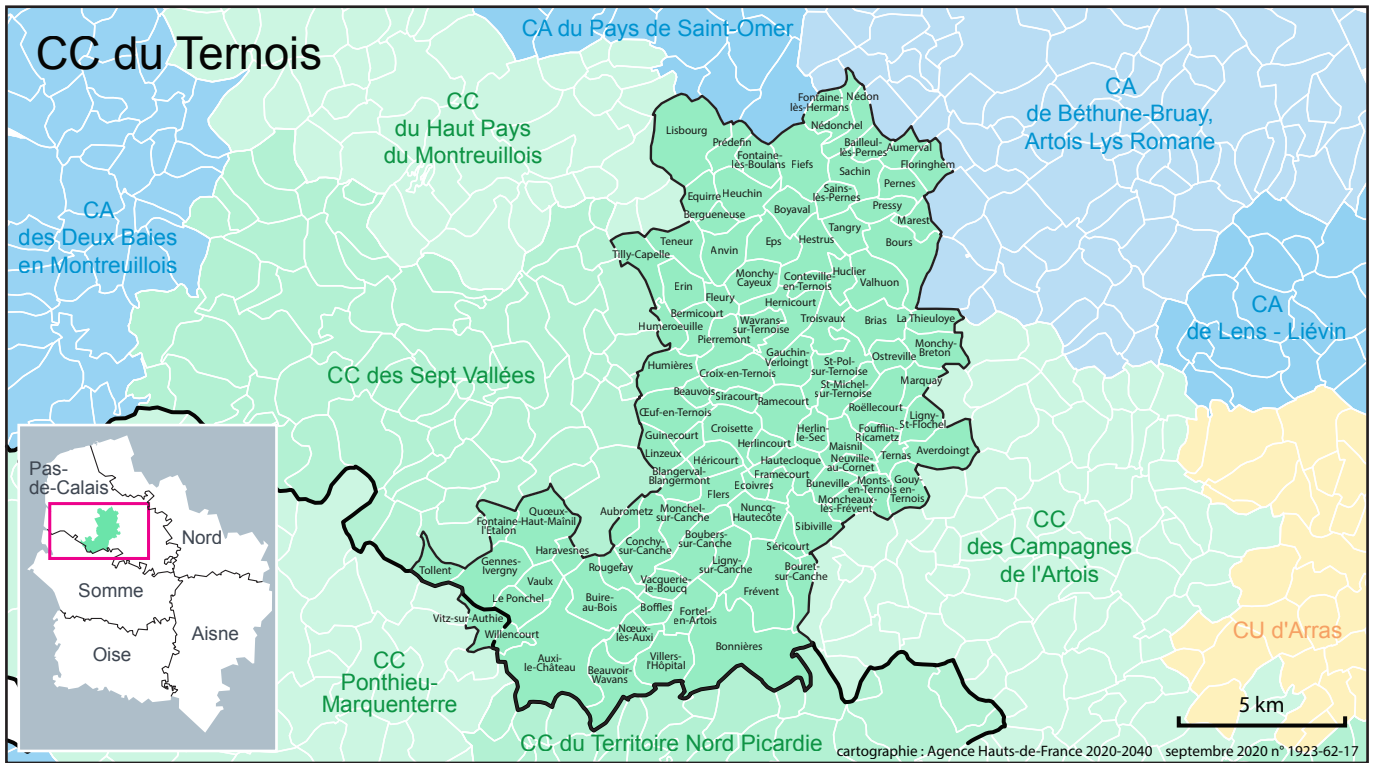 CC du Ternois
CA du Pays de Saint-Omer
CC
du Haut Pays
du Montreuillois
CA
de Béthune-Bruay,
Artois Lys Romane
CA
des Deux Baies
en Montreuillois
CA
de Lens - Liévin
CC des Sept Vallées
CC
des Campagnes
de l'Artois
CU d'Arras
CC
Ponthieu-
Marquenterre
CC du Territoire Nord Picardie
Fontaine-
lès-Hermans
Nédon
Lisbourg
Nédonchel
Prédefin
Bailleul-
lès-Pernes
Aumerval
Fontaine-
lès-Boulans
Fiefs
Floringhem
Sachin
Pernes
Equirre
Heuchin
Sains-
lès-Pernes
Bergueneuse
Boyaval
Pressy
Marest
Tangry
Teneur
Anvin
Eps
Hestrus
Bours
Tilly-Capelle
Monchy-
Cayeux
Conteville-
en-Ternois
Huclier
Valhuon
Erin
Fleury
Hernicourt
Bermicourt
Humeroeuille
Wavrans-
sur-Ternoise
Troisvaux
Brias
La Thieuloye
Pierremont
Monchy-
Breton
Humières
Gauchin-
Verloingt
St-Pol-
sur-Ternoise
Ostreville
Croix-en-Ternois
St-Michel-
sur-Ternoise
Marquay
Beauvois
Siracourt
Ramecourt
Œuf-en-Ternois
Roëllecourt
Ligny-
St-Flochel
Guinecourt
Croisette
Herlin-
le-Sec
Foufflin-
Ricametz
Herlincourt
Maisnil
Linzeux
Héricourt
Hautecloque
Neuville-
au-Cornet
Ternas
Averdoingt
Blangerval-
Blangermont
Framecourt
Ecoivres
Buneville
Monts-
en-Ternois
Gouy-
en-
Ternois
Flers
Moncheaux-
lès-Frévent
Quœux-
Haut-Maînil
Fontaine-
l'Etalon
Aubrometz
Monchel-
sur-Canche
Nuncq-
Hautecôte
Sibiville
Haravesnes
Conchy-
sur-Canche
Boubers-
sur-Canche
Séricourt
Tollent
Gennes-
Ivergny
Rougefay
Ligny-
sur-Canche
Bouret-
sur-Canche
Vaulx
Vacquerie-
le-Boucq
Frévent
Le Ponchel
Buire-
au-Bois
Boffles
Fortel-
en-Artois
Vitz-sur-Authie
Willencourt
Nœux-
lès-Auxi
Bonnières
Auxi-
le-Château
Beauvoir-
Wavans
Villers-
l'Hôpital
Pas-
de-Calais
Nord
Somme
Aisne
Oise
5 km
cartographie : Agence Hauts-de-France 2020-2040 septembre 2020 n° 1923-62-17